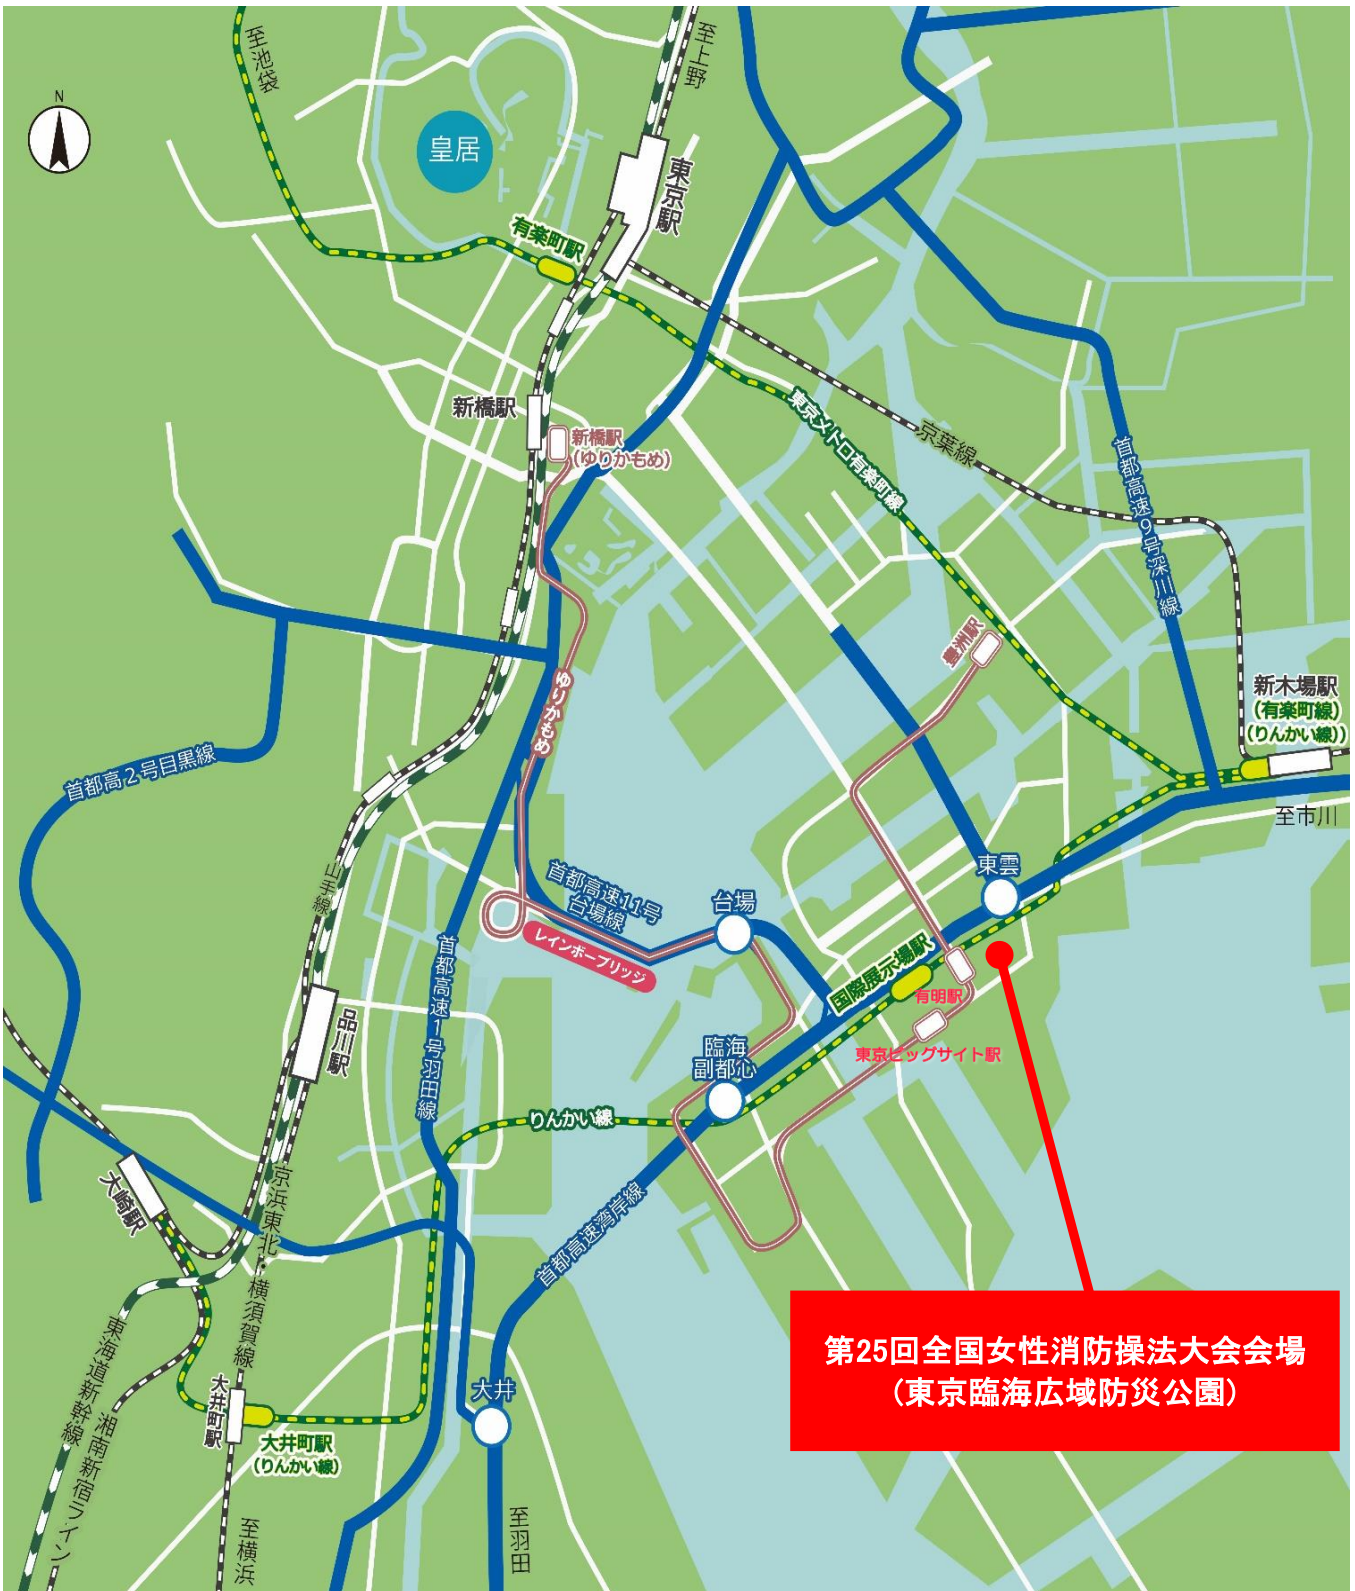 N
至池袋
至上野
皇居
東京駅
有楽町駅
新橋駅
新橋駅
(ゆりかもめ)
東京メトロ有楽町線
京葉線
首都高速9号深川線
豊洲駅
新木場駅
(有楽町線)
(りんかい線))
至市川
ゆりかもめ
首都高2号目黒線
山手線
首都高速11号
台場線
レインボーブリッジ
台場
東雲
国際展示場駅
有明駅
東京ビッグサイト駅
臨海
副都心
首都高速1号羽田線
品川駅
りんかい線
首都高速湾岸線
大崎駅
京浜東北・横須賀線
東海道新幹線
湘南新宿ライン
大井町駅
大井町駅
(りんかい線)
大井
至横浜
至羽田
第25回全国女性消防操法大会会場
(東京臨海広域防災公園)